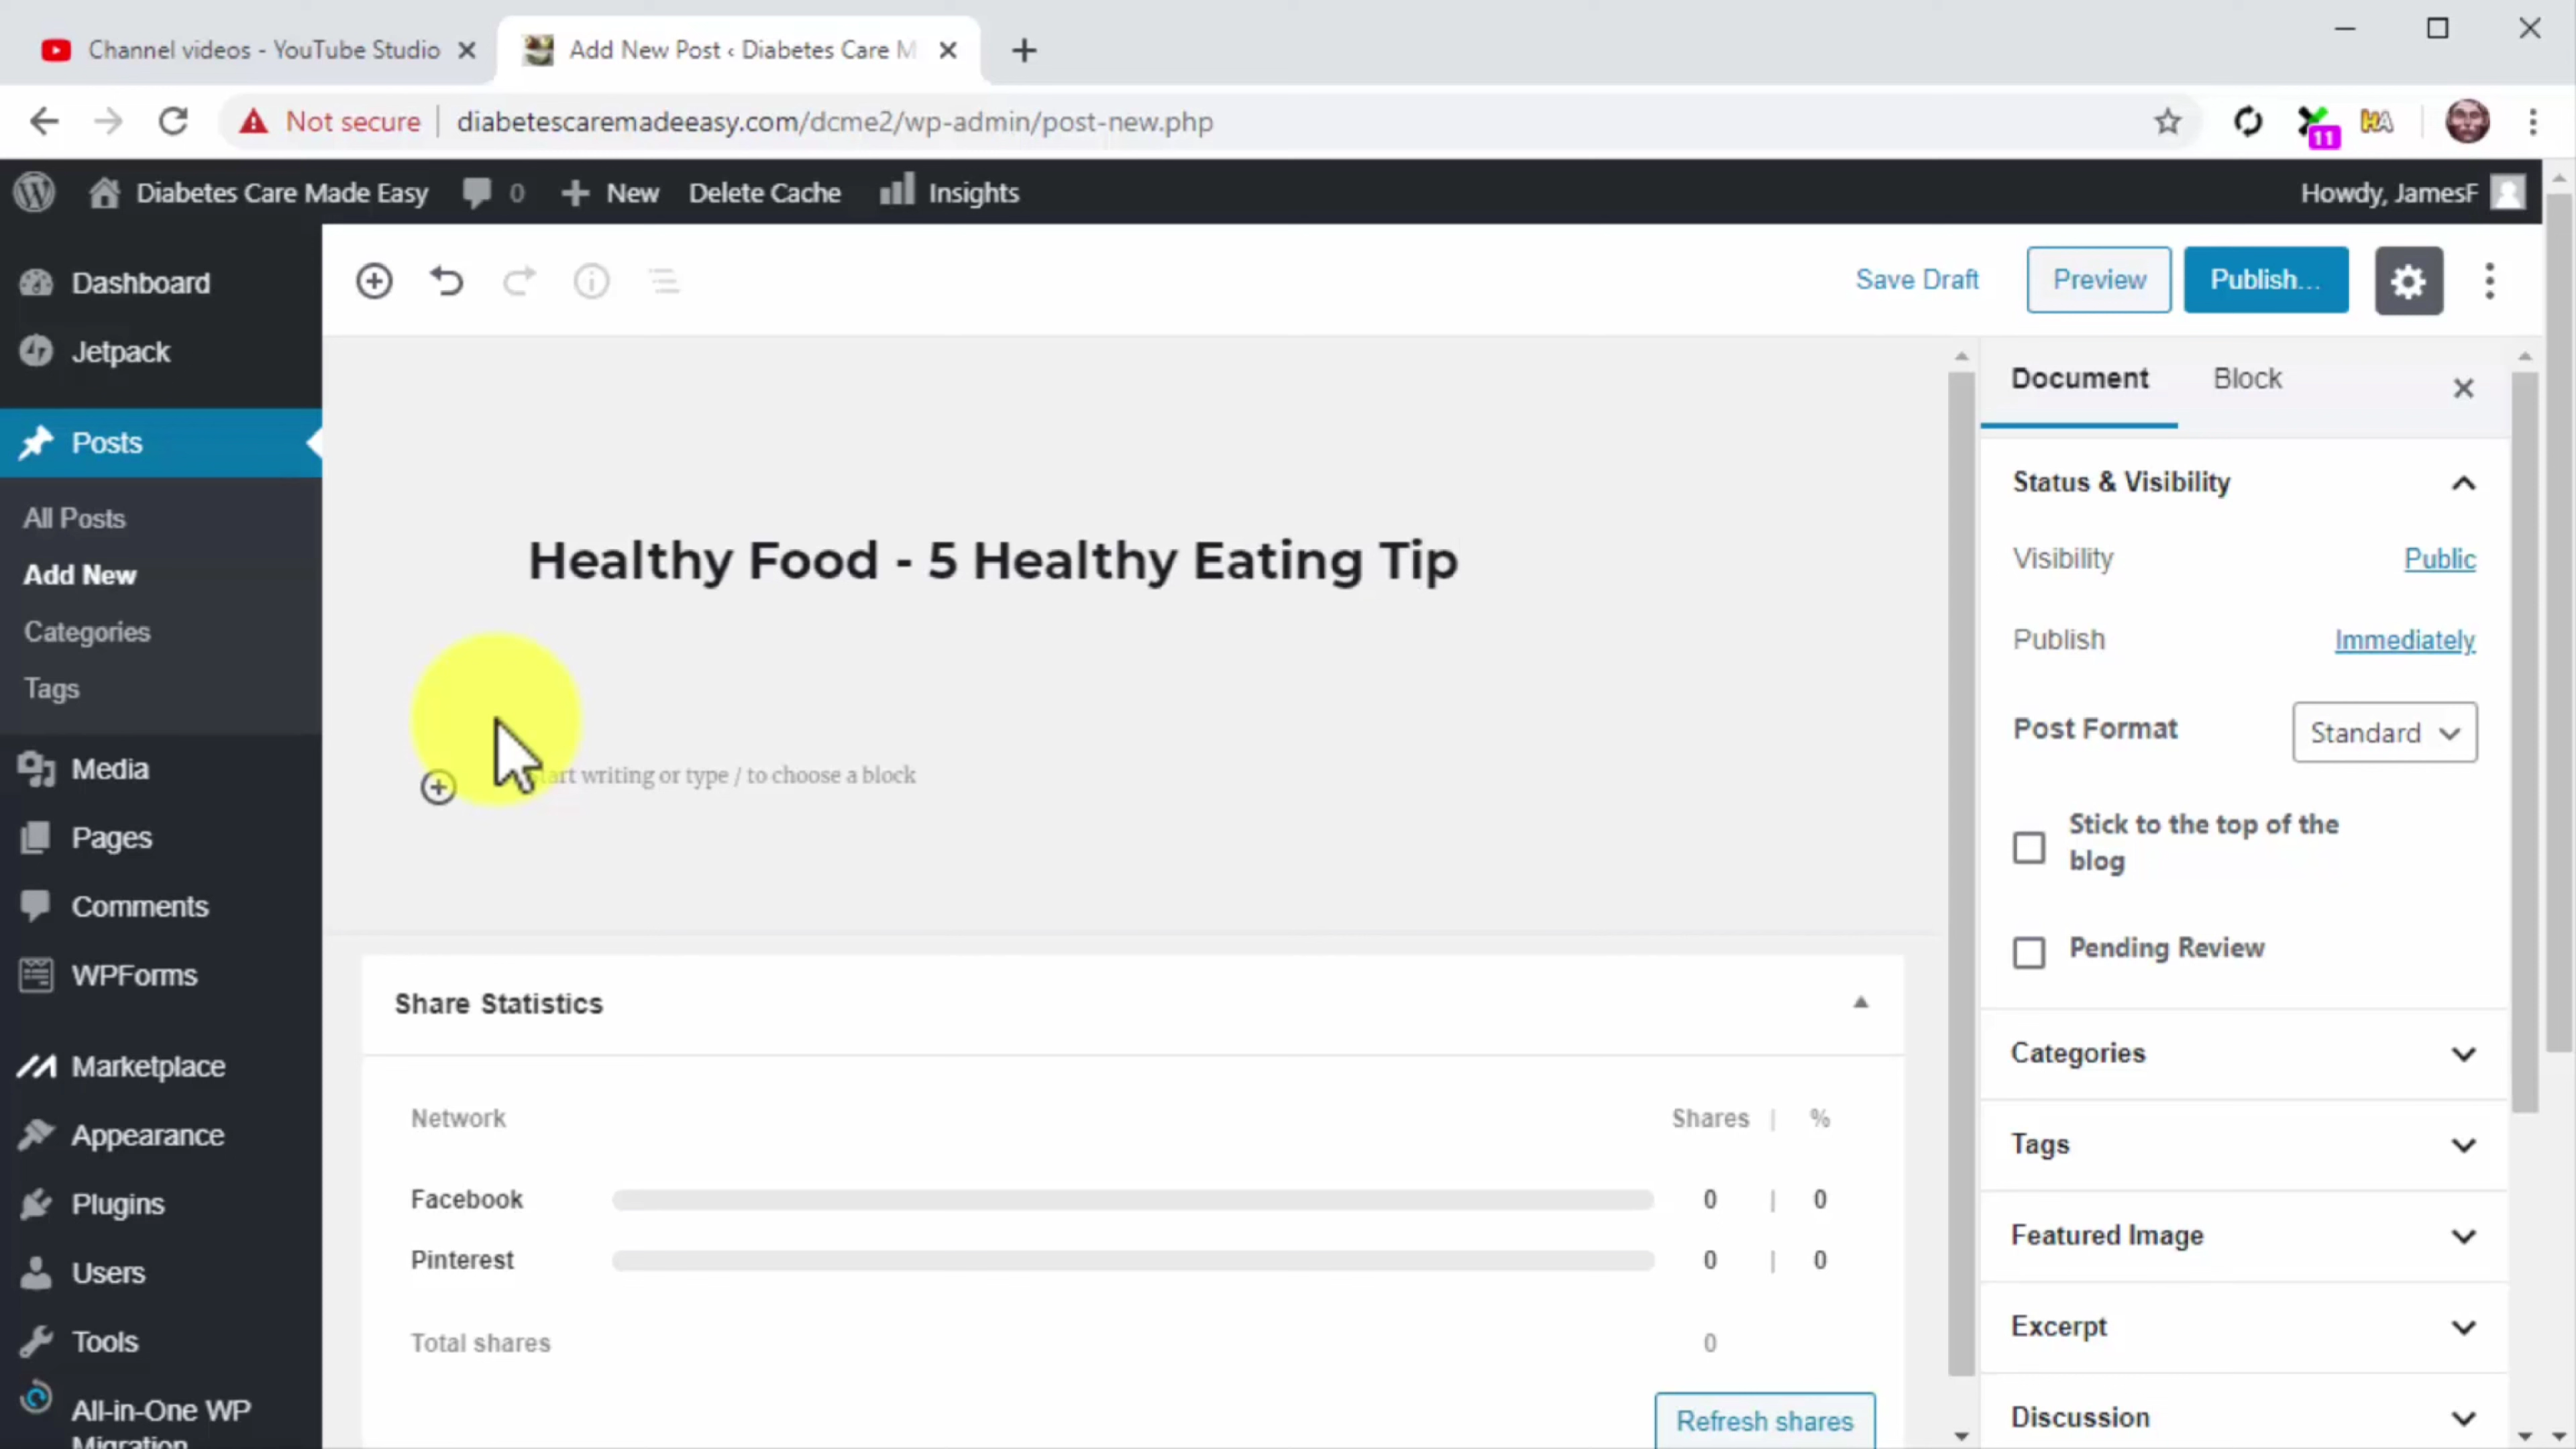 Channel videos - YouTube Studio
Add New Post ‹ Diabetes Care M
Not secure
diabetescaremadeeasy.com/dcme2/wp-admin/post-new.php
11
HA
Diabetes Care Made Easy
0
New
Delete Cache
Insights
Howdy, JamesF
Dashboard
Jetpack
Posts
All Posts
Add New
Categories
Tags
Media
Pages
Comments
WPForms
Marketplace
Appearance
Plugins
Users
Tools
All-in-One WP
Migration
Save Draft
Preview
Publish...
Healthy Food - 5 Healthy Eating Tip
writing or type / to choose a block
Share Statistics
Network
Shares | %
Facebook 0 | 0
Pinterest 0 | 0
Total shares 0
Refresh shares
Document
Block
Status & Visibility
Visibility Public
Publish Immediately
Post Format Standard
Stick to the top of the
blog
Pending Review
Categories
Tags
Featured Image
Excerpt
Discussion